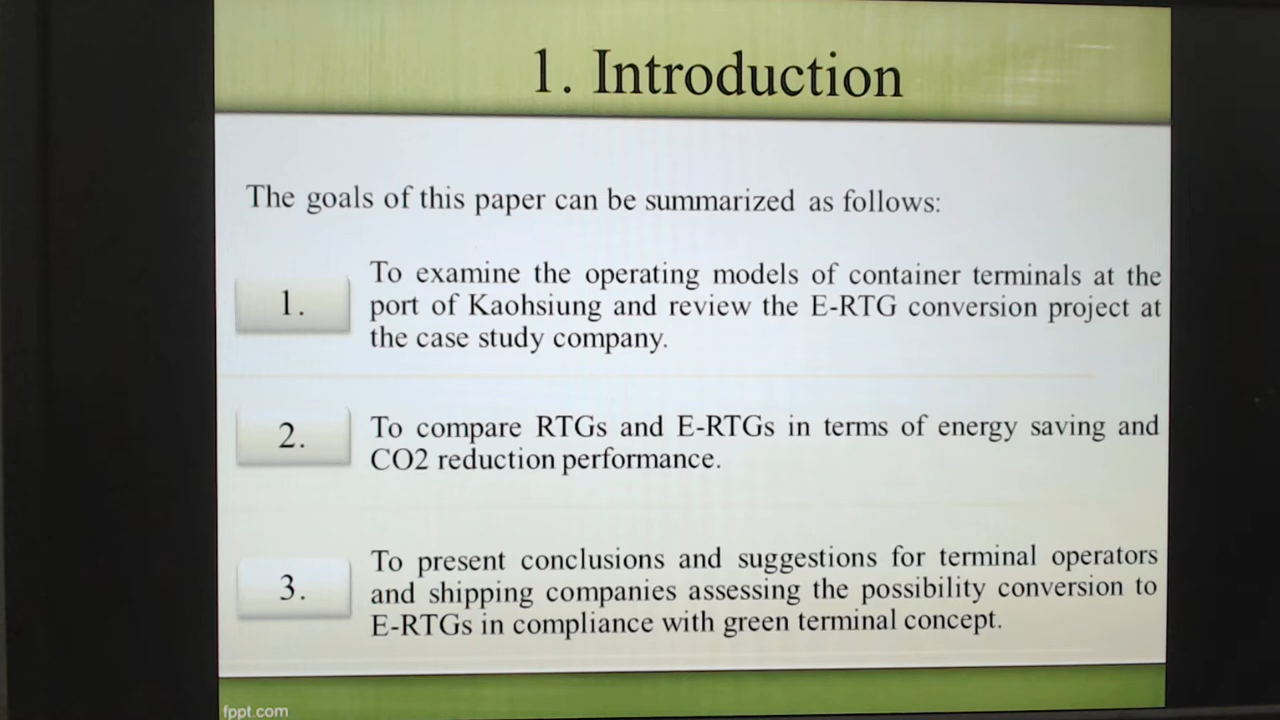 1. Introduction
The goals of this paper can be summarized as follows:
1.
To examine the operating models of container terminals at the
port of Kaohsiung and review the E-RTG conversion project at
the case study company.
2.
To compare RTGs and E-RTGs in terms of energy saving and
CO2 reduction performance.
3.
To present conclusions and suggestions for terminal operators
and shipping companies assessing the possibility conversion to
E-RTGs in compliance with green terminal concept.
fppt.com